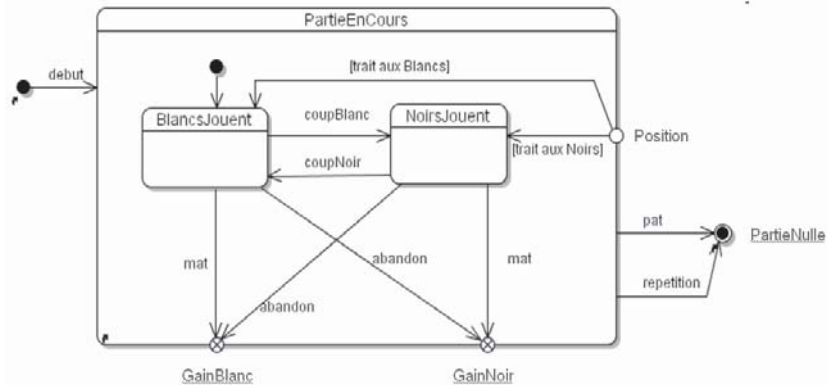 PartieEnCours
debut
[trait aux Blancs]
BlancsJouent
coupBlanc
NoirsJouent
Position
[trait aux Noirs]
coupNoir
pat
PartieNulle
mat
abandon
mat
repetition
abandon
GainBlanc
GainNoir